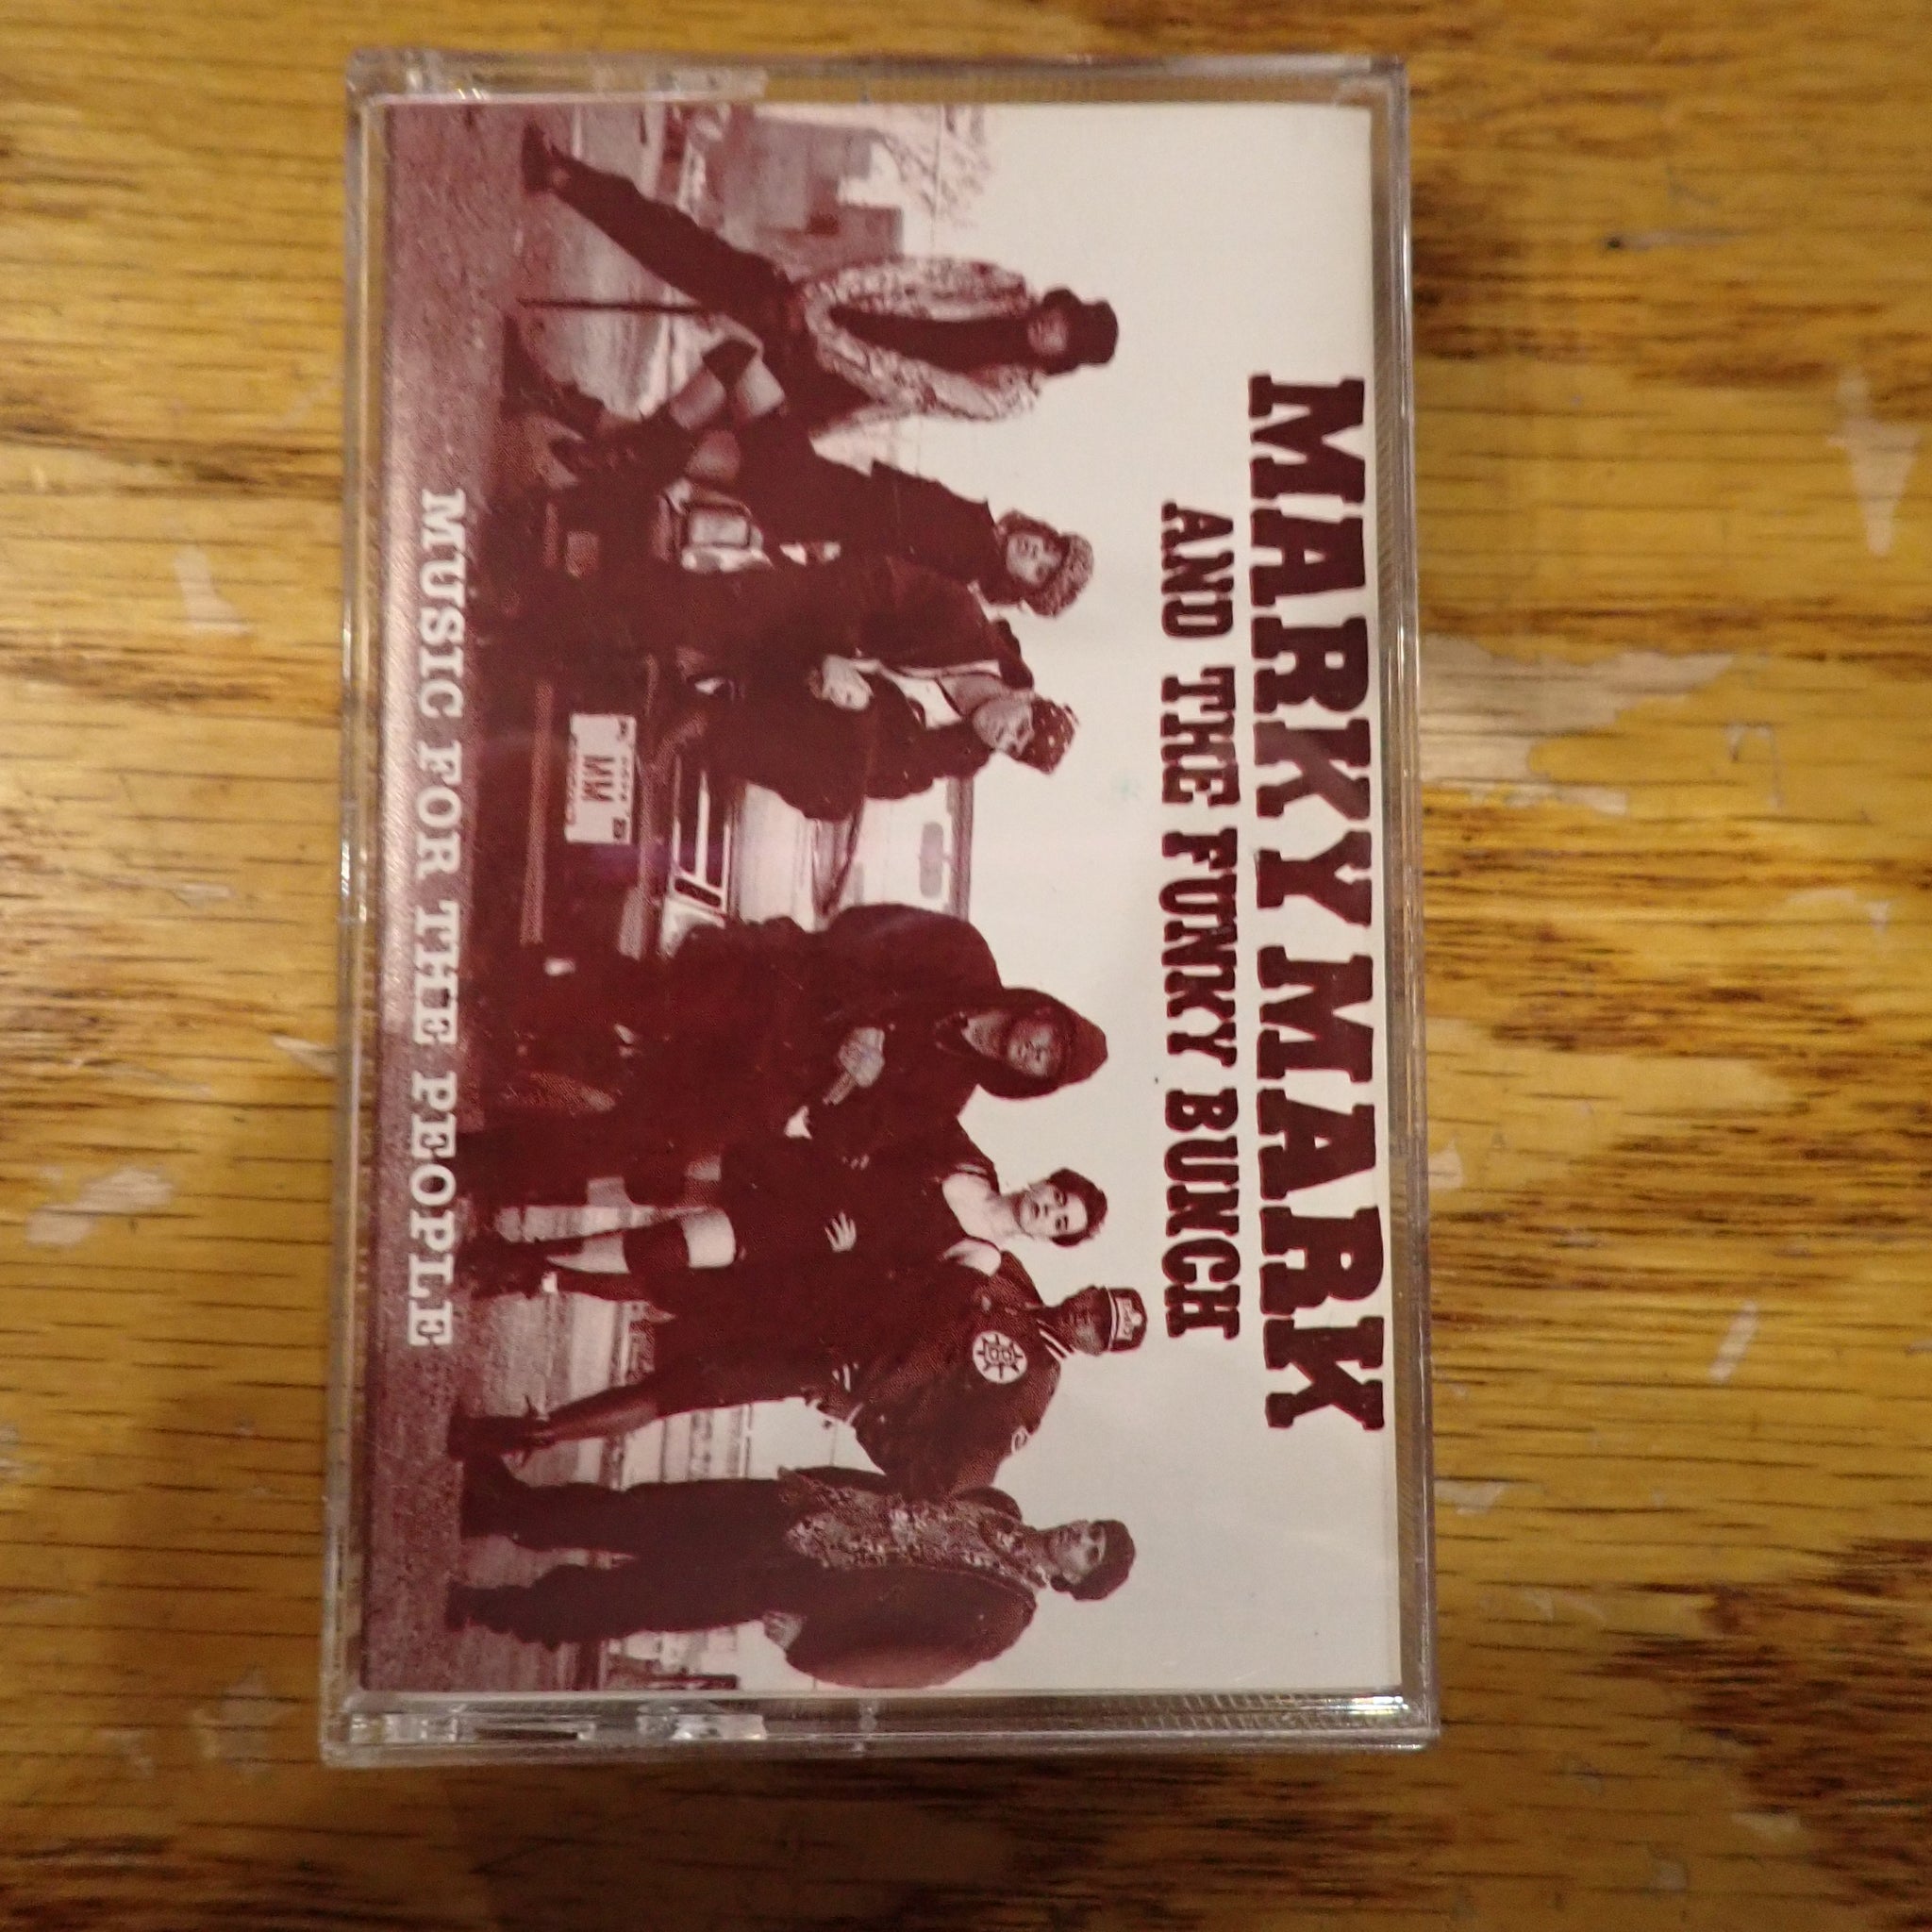 MARKY MARK
AND THE FUNKY BUNCH
MM
MUSIC FOR THE PEOPLE